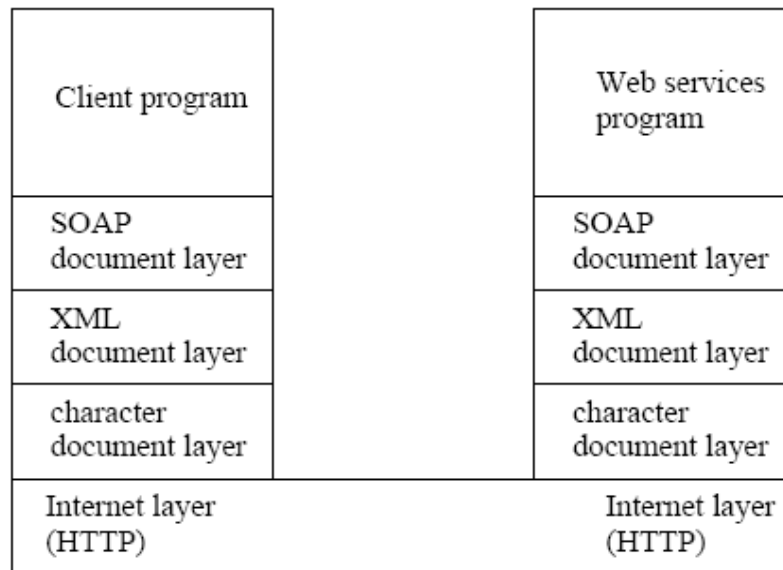 Client program
SOAP
document layer
XML
document layer
character
document layer
Internet layer
(HTTP)
Web services
program
SOAP
document layer
XML
document layer
character
document layer
Internet layer
(HTTP)